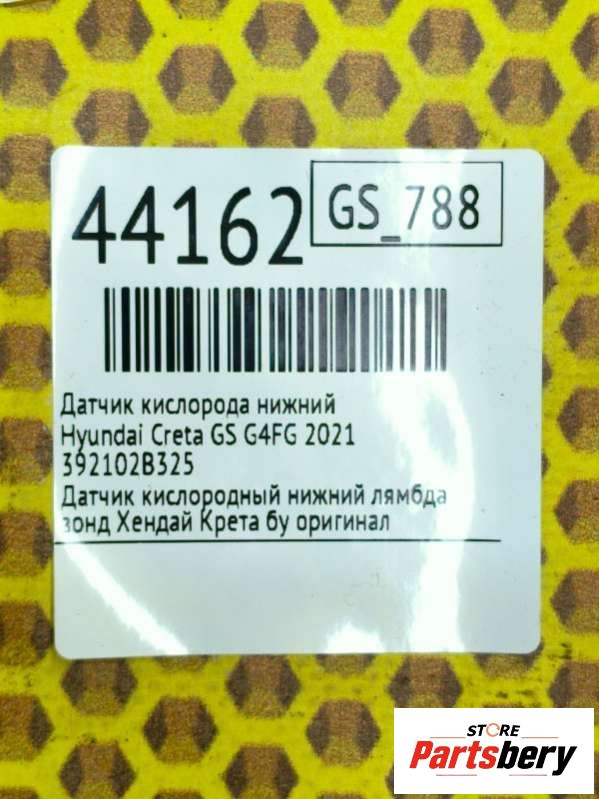 44162
GS_788
Датчик кислорода нижний
Hyundai Creta GS G4FG 2021
392102B325
Датчик кислородный нижний лямбда
зонд Хендай Крета бу оригинал
STORE
Partsbery